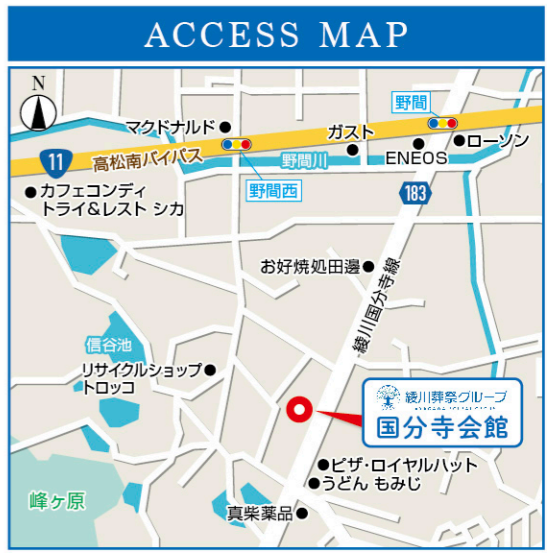 ACCESS MAP
N
野間
マクドナルド
ガスト
ローソン
11
高松南バイパス
野間川
ENEOS
カフェコンディ
トライ&レスト シカ
野間西
183
お好焼処田邊
綾川国分寺線
信谷池
リサイクルショップ
トロッコ
綾川葬祭グループ
国分寺会館
ピザ・ロイヤルハット
うどん もみじ
峰ヶ原
真柴薬品